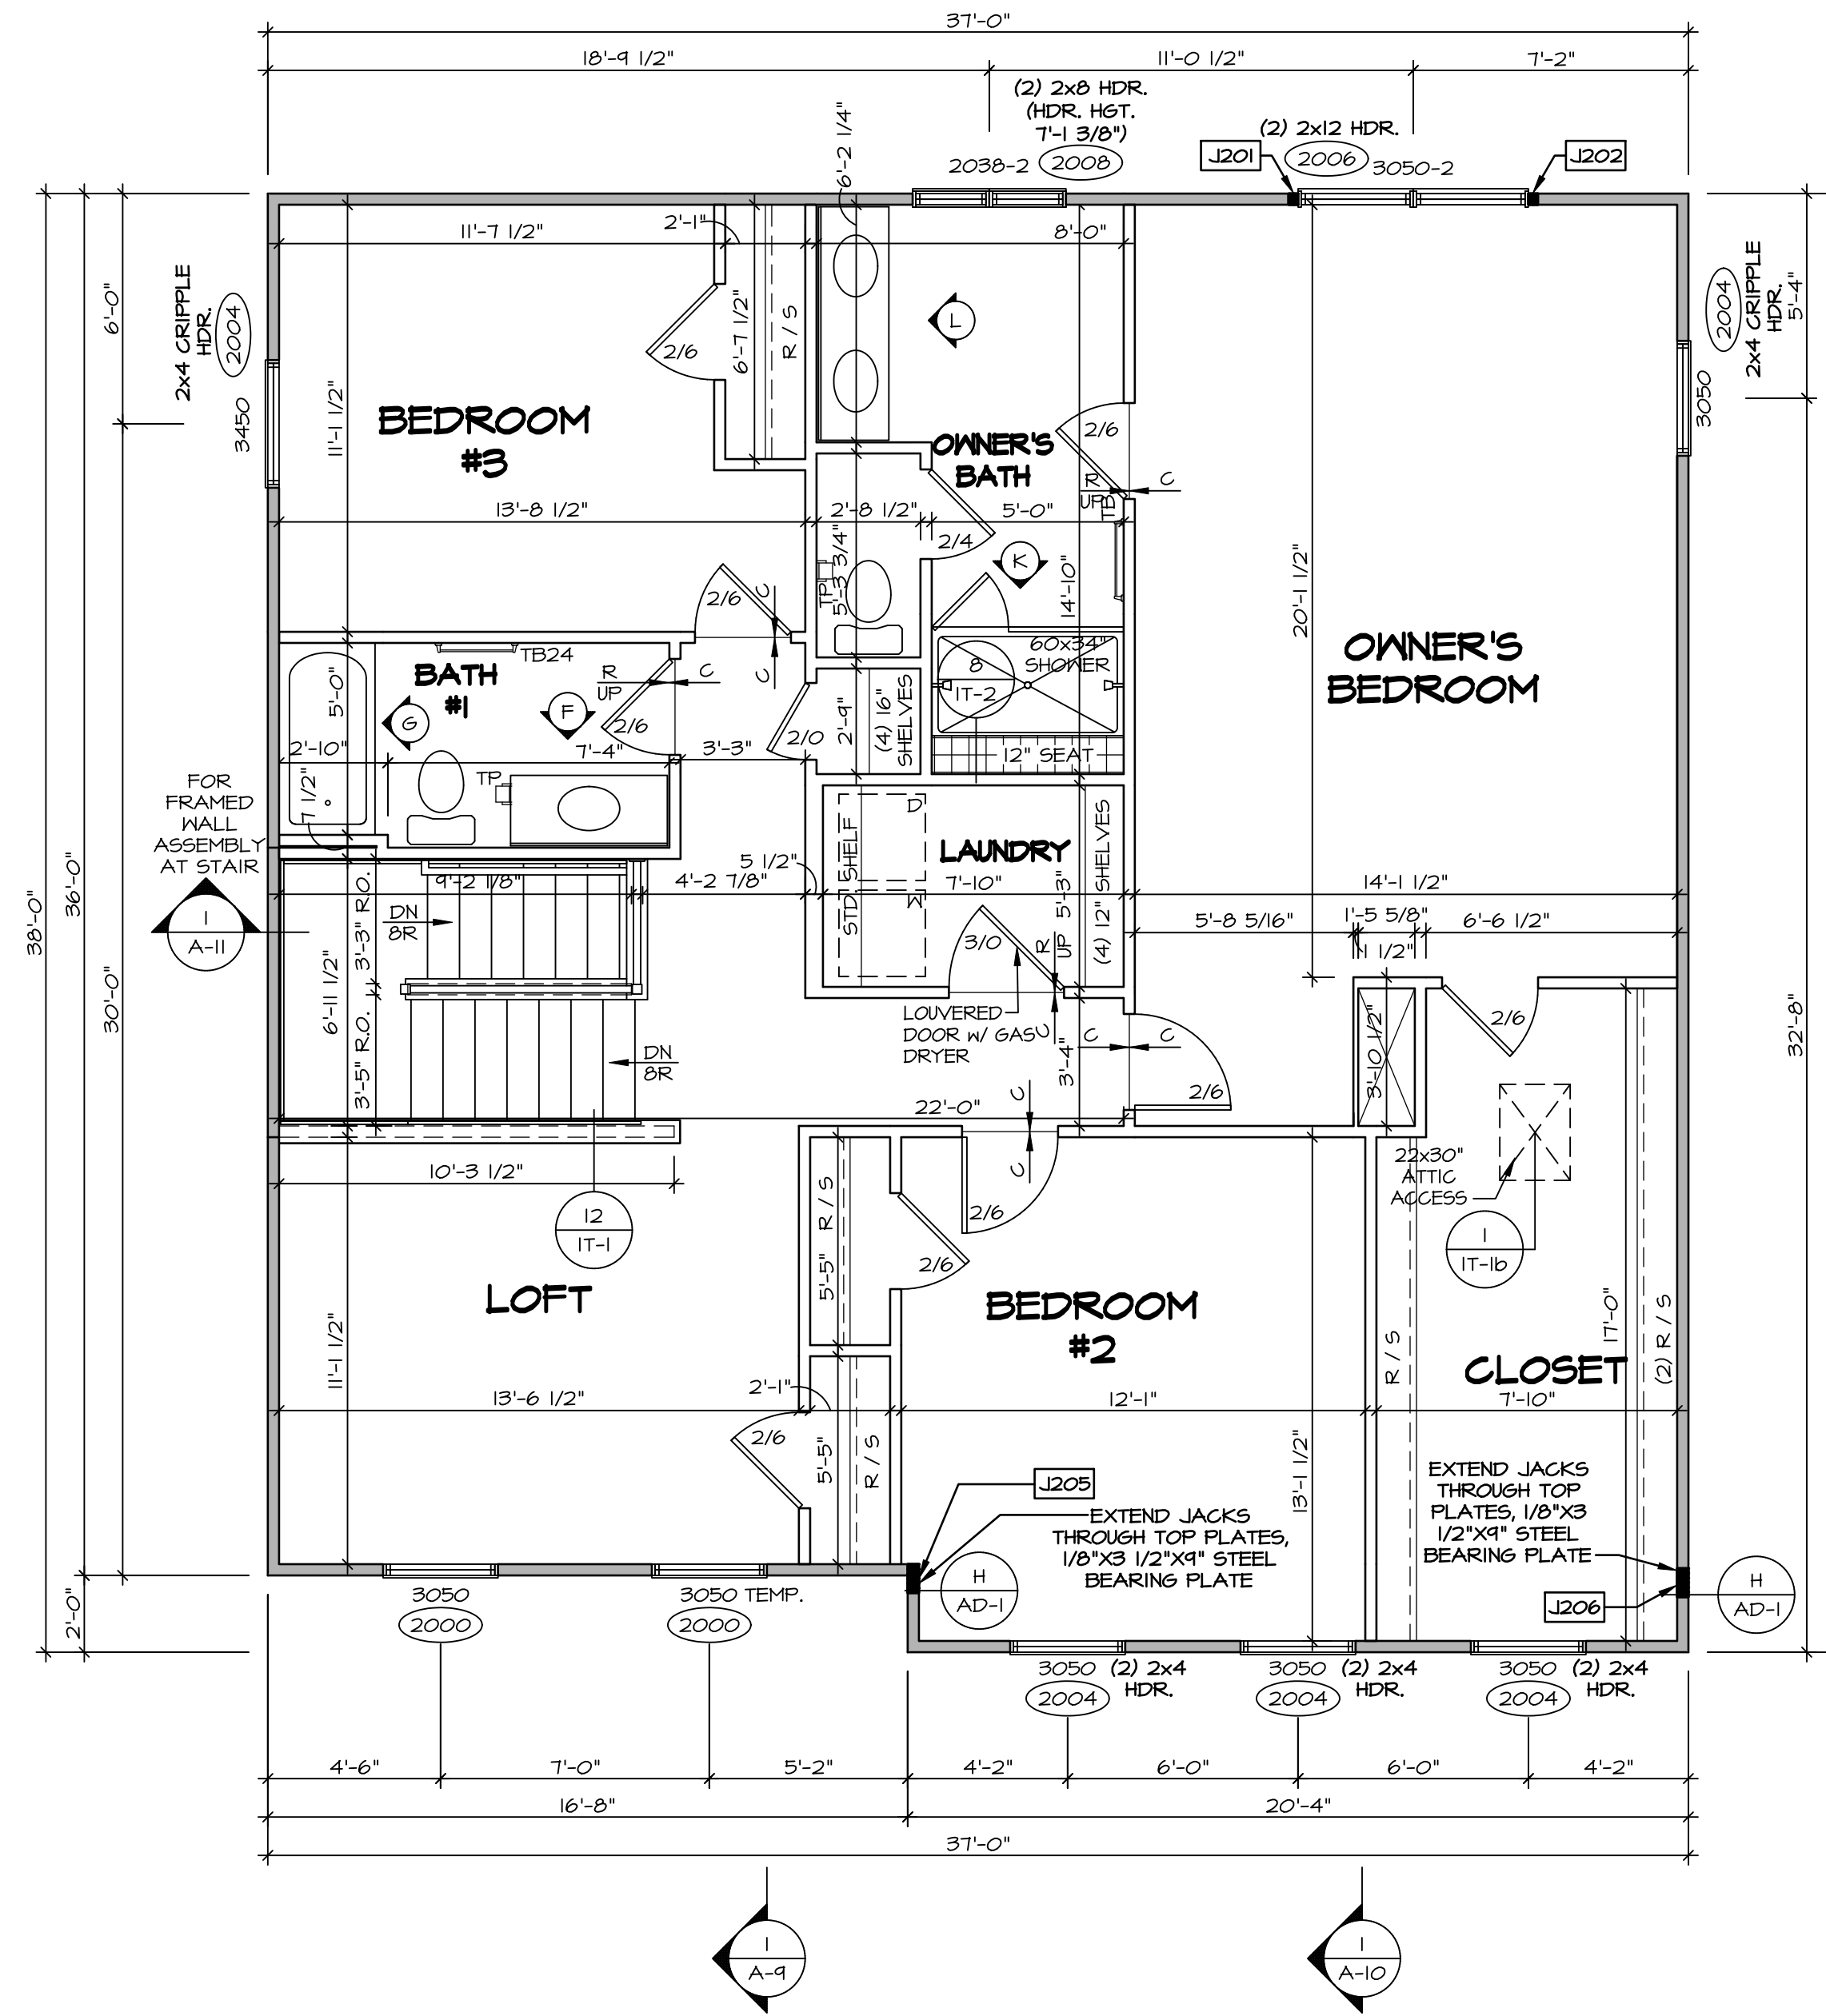 37'-0"
18'-9 1/2"
11'-0 1/2"
7'-2"
(2) 2x8 HDR.
(HDR. HGT.
7'-1 3/8")
2038-2
2008
(2) 2x12 HDR.
J201
2006
3050-2
J202
6'-2 1/4"
11'-7 1/2"
2'-1"
8'-0"
2x4 CRIPPLE
HDR.
2004
3450
6'-0"
2x4 CRIPPLE
HDR.
2004
3050
5'-4"
R / S
6'-7 1/2"
2/6
L
11'-1 1/2"
BEDROOM
#3
OWNER'S
BATH
2/6
R
UP
TB
C
13'-8 1/2"
2'-8 1/2"
5'-0"
2/4
K
5'-3 3/4"
TP
14'-10"
20'-1 1/2"
2/6
C
C
OWNER'S
BEDROOM
BATH
#1
TB24
R
UP
C
G
F
2/6
5'-0"
2'-10"
7'-4"
3'-3"
2/0
2'-9"
(4) 16"
SHELVES
60x34"
SHOWER
8
IT-2
12" SEAT
TP
7 1/2"
FOR
FRAMED
WALL
ASSEMBLY
AT STAIR
1
A-11
D
W
STD. SHELF
LAUNDRY
(4) 12" SHELVES
5 1/2"
9'-2 1/8"
4'-2 7/8"
7'-10"
5'-3"
14'-1 1/2"
5'-8 5/16"
1'-5 5/8"
6'-6 1/2"
1 1/2"
DN
8R
3'-3" R.O.
6'-11 1/2"
3'-5" R.O.
DN
8R
3/0
R
UP
C
LOUVERED
DOOR W/ GAS
DRYER
3'-4"
C
C
2/6
3'-10 1/2"
2/6
22'-0"
C
C
38'-0"
36'-0"
30'-0"
32'-8"
2'-0"
10'-3 1/2"
12
IT-1
R / S
5'-5"
2/6
2/6
22x30"
ATTIC
ACCESS
1
IT-1b
LOFT
BEDROOM
#2
CLOSET
11'-1 1/2"
17'-0"
R / S
(2) R / S
13'-6 1/2"
2'-1"
12'-1"
7'-10"
2/6
5'-5"
R / S
13'-1 1/2"
J205
EXTEND JACKS
THROUGH TOP PLATES,
1/8"X3 1/2"X9" STEEL
BEARING PLATE
H
AD-1
EXTEND JACKS
THROUGH TOP
PLATES, 1/8"X3
1/2"X9" STEEL
BEARING PLATE
J206
H
AD-1
3050
2000
3050 TEMP.
2000
3050
(2) 2x4
HDR.
2004
3050
(2) 2x4
HDR.
2004
3050
(2) 2x4
HDR.
2004
4'-6"
7'-0"
5'-2"
4'-2"
6'-0"
6'-0"
4'-2"
16'-8"
20'-4"
37'-0"
1
A-9
1
A-10